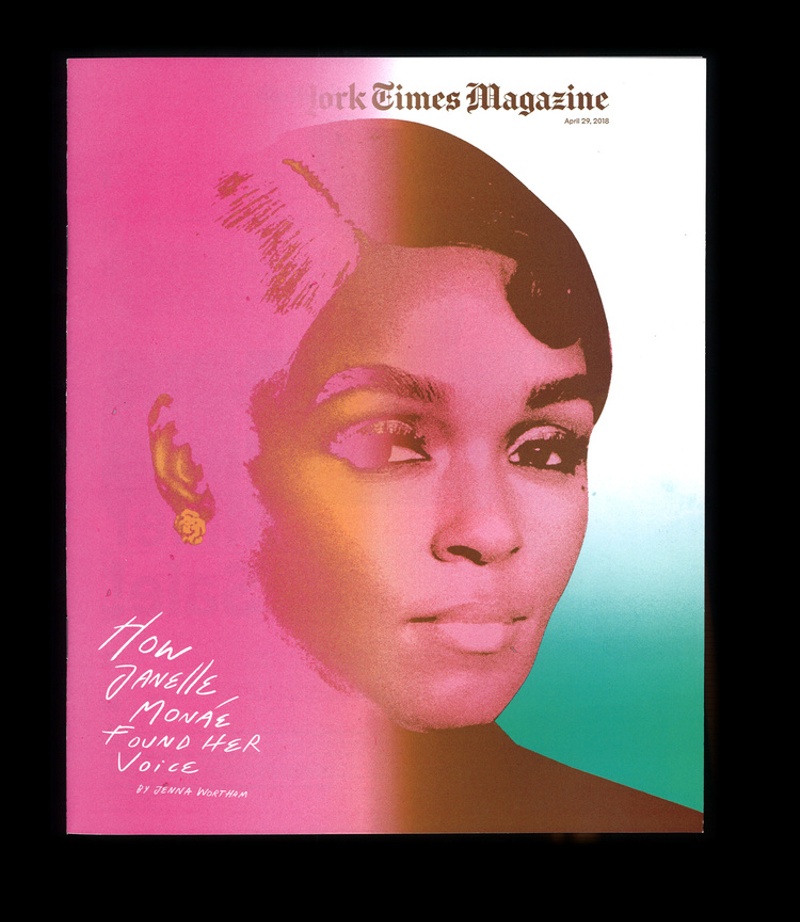 York Times Magazine
April 29, 2018
How
Janelle
Monáe
Found Her
Voice
By Jenna Wortham